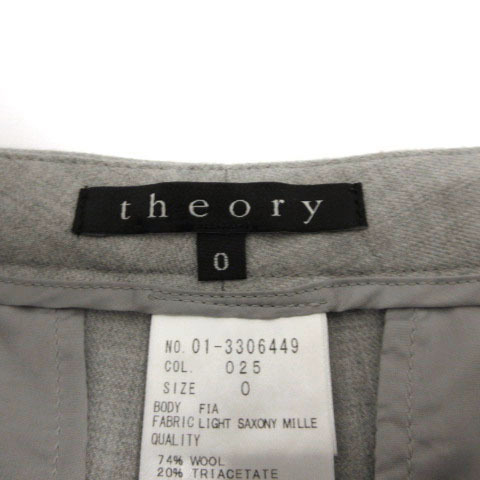 theory
0
NO. 01-3306449
COL. 025
SIZE 0
BODY FIA
FABRIC LIGHT SAXONY MILLE
QUALITY
74% WOOL
20% TRIACETATE